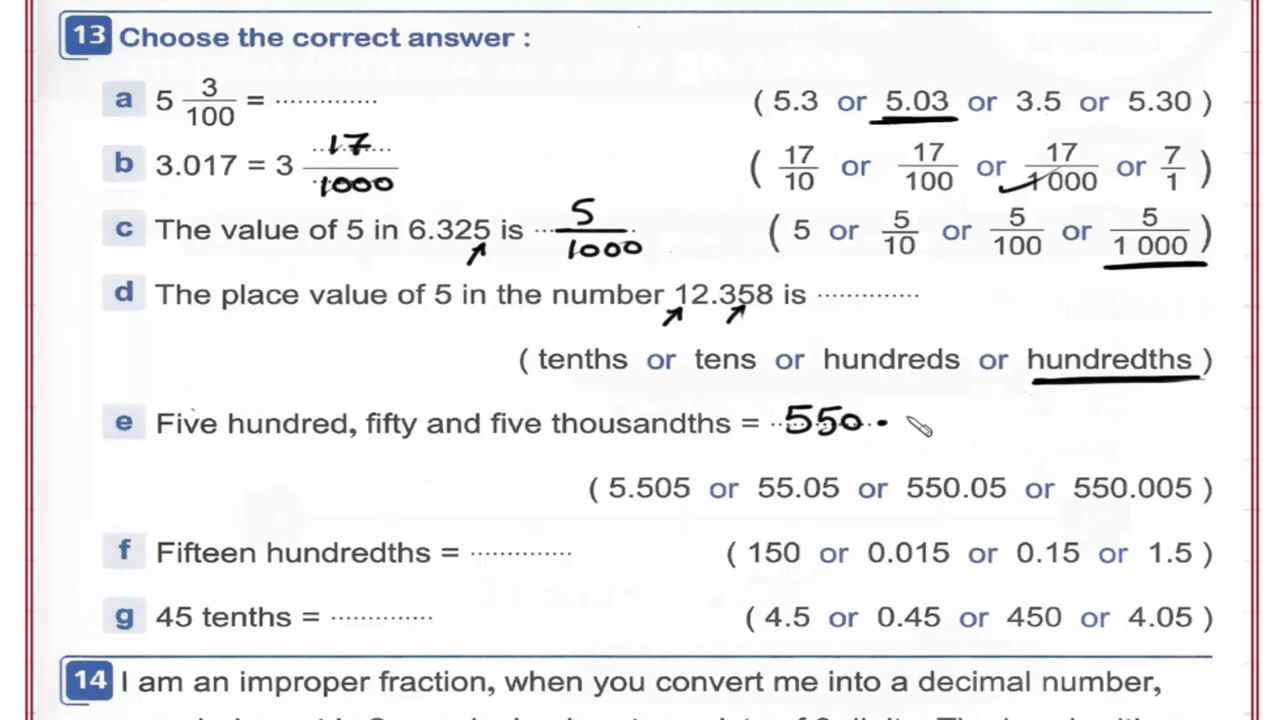 13 Choose the correct answer :
a 5 3/100 = ............. ( 5.3 or 5.03 or 3.5 or 5.30 )
b 3.017 = 3 17/1000 ( 17/10 or 17/100 or 17/1 000 or 7/1 )
c The value of 5 in 6.325 is 5/1000 ( 5 or 5/10 or 5/100 or 5/1 000 )
d The place value of 5 in the number 12.358 is .............
( tenths or tens or hundreds or hundredths )
e Five hundred, fifty and five thousandths = 550.
( 5.505 or 55.05 or 550.05 or 550.005 )
f Fifteen hundredths = ............. ( 150 or 0.015 or 0.15 or 1.5 )
g 45 tenths = ............. ( 4.5 or 0.45 or 450 or 4.05 )
14 I am an improper fraction, when you convert me into a decimal number,